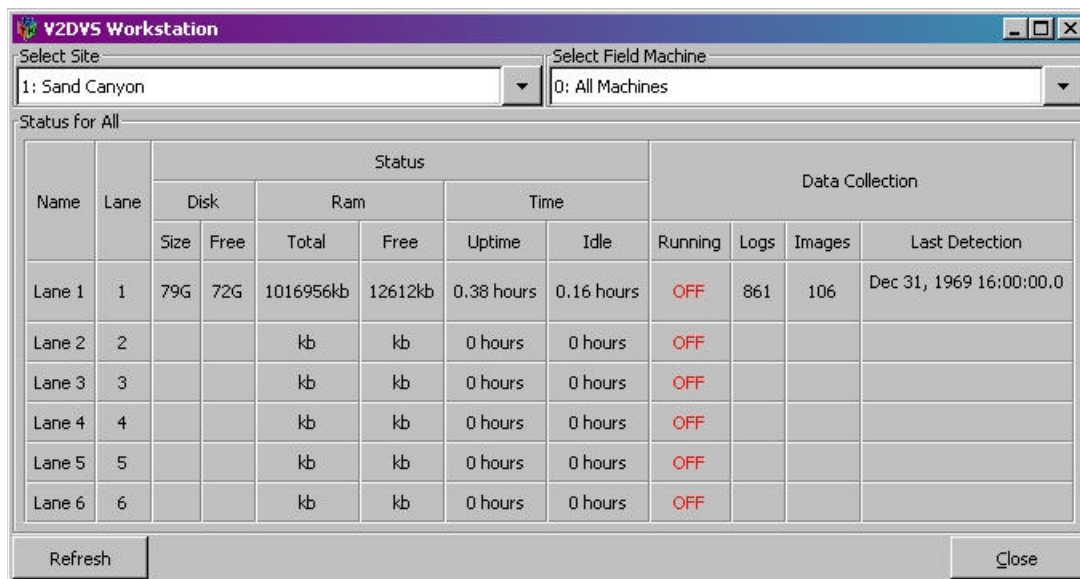 V2DVS Workstation
Select Site Select Field Machine
1: Sand Canyon 0: All Machines
Status for All
Name Lane Status Data Collection
Disk Ram Time
Size Free Total Free Uptime Idle Running Logs Images Last Detection
Lane 1 1 79G 72G 1016956kb 12612kb 0.38 hours 0.16 hours OFF 861 106 Dec 31, 1969 16:00:00.0
Lane 2 2 kb kb 0 hours 0 hours OFF
Lane 3 3 kb kb 0 hours 0 hours OFF
Lane 4 4 kb kb 0 hours 0 hours OFF
Lane 5 5 kb kb 0 hours 0 hours OFF
Lane 6 6 kb kb 0 hours 0 hours OFF
Refresh Close